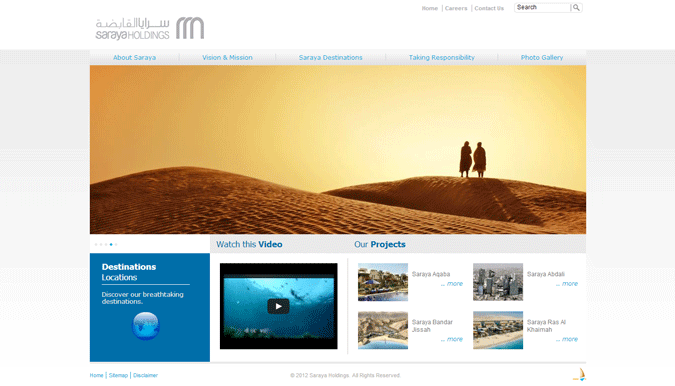 Home Careers Contact Us
Search
سرايا القابضة
saraya HOLDINGS
About Saraya Vision & Mission Saraya Destinations Taking Responsibility Photo Gallery
Watch this Video
Our Projects
Destinations
Locations
Discover our breathtaking
destinations.
Saraya Aqaba
... more
Saraya Abdali
... more
Saraya Bandar
Jissah
... more
Saraya Ras Al
Khaimah
... more
Home Sitemap Disclaimer
© 2012 Saraya Holdings. All Rights Reserved.